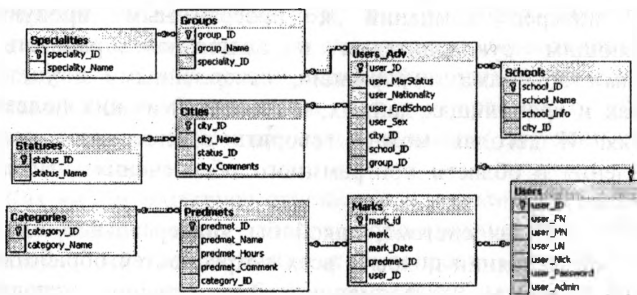 Groups
group_ID
group_Name
speciality_ID
Specialities
speciality_ID
speciality_Name
Users_Adv
user_ID
user_MarStatus
user_Nationality
user_EndSchool
user_Sex
city_ID
school_ID
group_ID
Schools
school_ID
school_Name
school_Info
city_ID
Cities
city_ID
city_Name
status_ID
city_Comments
Statuses
status_ID
status_Name
Categories
category_ID
category_Name
Predmets
predmet_ID
predmet_Name
predmet_Hours
predmet_Comment
category_ID
Marks
mark_id
mark
mark_Date
predmet_ID
user_ID
Users
user_ID
user_FN
user_MN
user_LN
user_Nick
user_Password
user_Admin